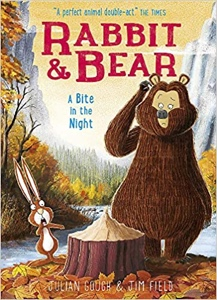 "A perfect animal double-act." THE TIMES
RABBIT
& BEAR
A Bite
in the
Night
JULIAN GOUGH & JIM FIELD